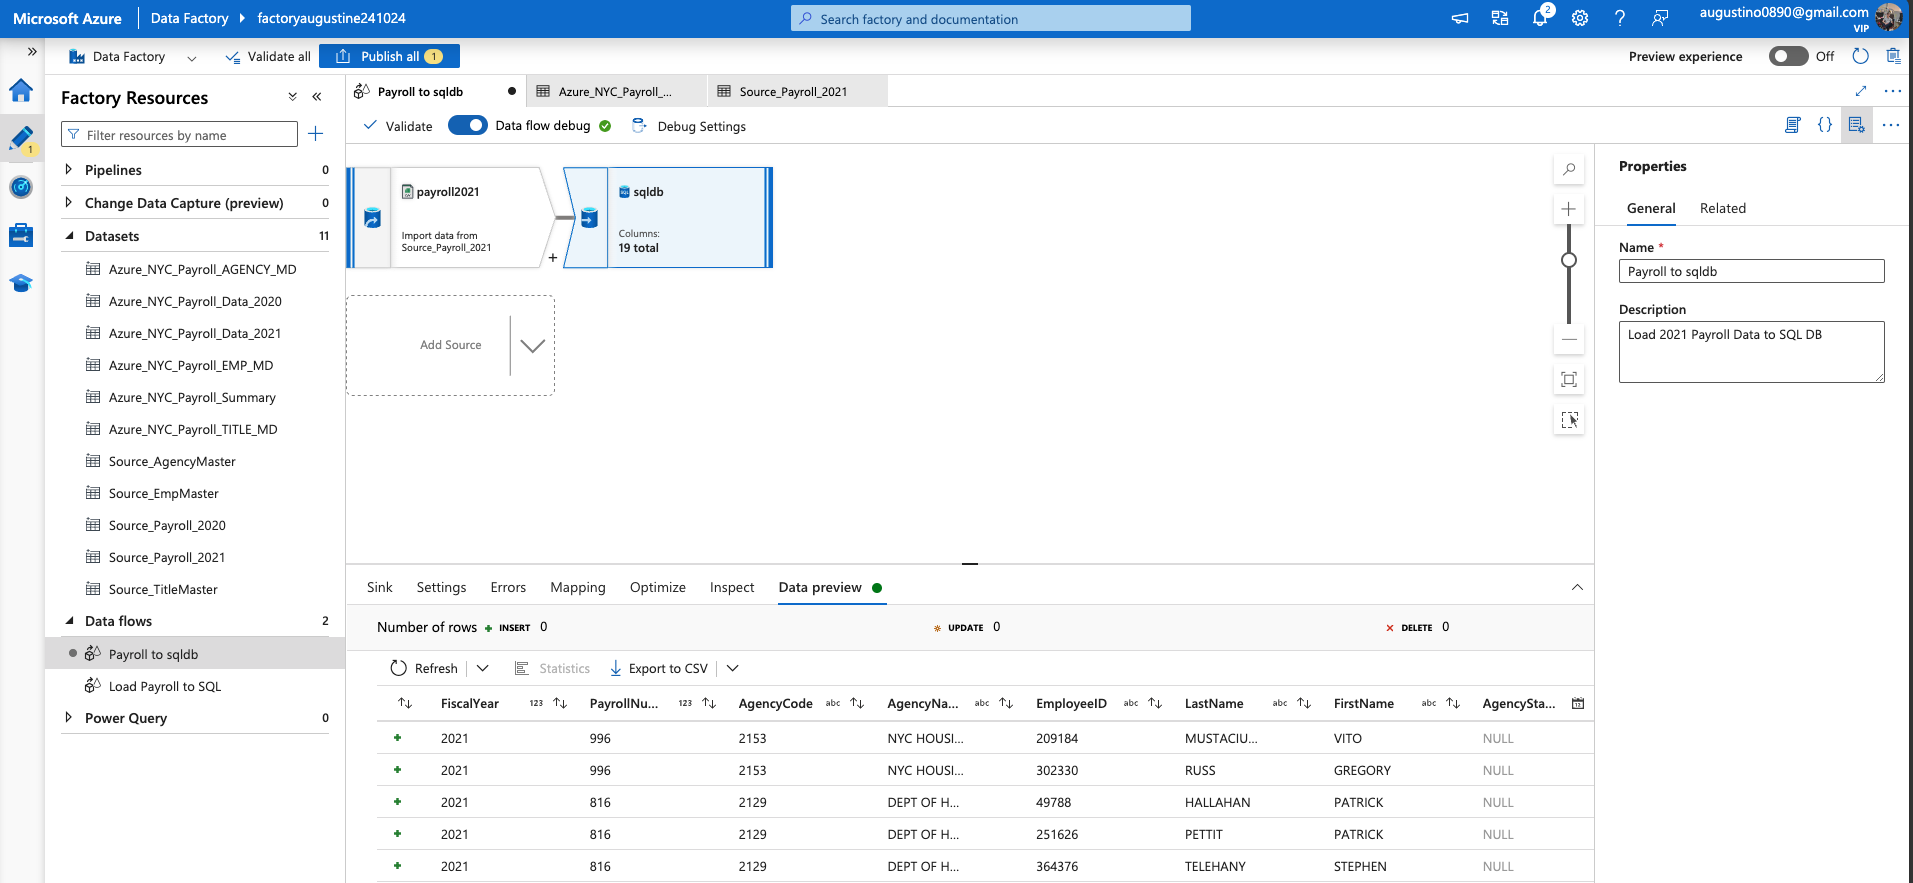 Microsoft Azure
Data Factory
factoryaugustine241024
Search factory and documentation
2
augustino0890@gmail.com
VIP
Data Factory
Validate all
Publish all 1
Preview experience
Off
1
Factory Resources
Filter resources by name
Pipelines 0
Change Data Capture (preview) 0
Datasets 11
Azure_NYC_Payroll_AGENCY_MD
Azure_NYC_Payroll_Data_2020
Azure_NYC_Payroll_Data_2021
Azure_NYC_Payroll_EMP_MD
Azure_NYC_Payroll_Summary
Azure_NYC_Payroll_TITLE_MD
Source_AgencyMaster
Source_EmpMaster
Source_Payroll_2020
Source_Payroll_2021
Source_TitleMaster
Data flows 2
Payroll to sqldb
Load Payroll to SQL
Power Query 0
Payroll to sqldb
Azure_NYC_Payroll_...
Source_Payroll_2021
Validate
Data flow debug
Debug Settings
payroll2021
Import data from
Source_Payroll_2021
+
SQL
sqldb
Columns:
19 total
Add Source
Properties
General Related
Name *
Payroll to sqldb
Description
Load 2021 Payroll Data to SQL DB
Sink Settings Errors Mapping Optimize Inspect Data preview
Number of rows + INSERT 0 UPDATE 0 DELETE 0
Refresh Statistics Export to CSV
FiscalYear 123 PayrollNu... 123 AgencyCode abc AgencyNa... abc EmployeeID abc LastName abc FirstName abc AgencySta...
+ 2021 996 2153 NYC HOUSI... 209184 MUSTACIU... VITO NULL
+ 2021 996 2153 NYC HOUSI... 302330 RUSS GREGORY NULL
+ 2021 816 2129 DEPT OF H... 49788 HALLAHAN PATRICK NULL
+ 2021 816 2129 DEPT OF H... 251626 PETTIT PATRICK NULL
+ 2021 816 2129 DEPT OF H... 364376 TELEHANY STEPHEN NULL